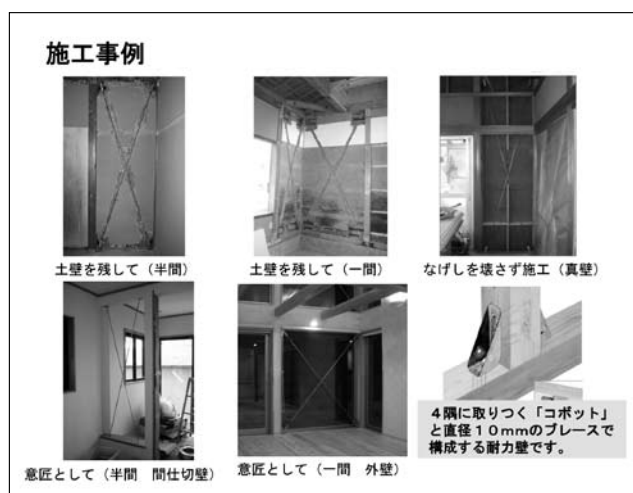 施工事例
土壁を残して（半間）
土壁を残して（一間）
なげしを壊さず施工（真壁）
意匠として（半間　間仕切壁）
意匠として（一間　外壁）
４隅に取りつく「コボット」
と直径１０ｍｍのブレースで
構成する耐力壁です。